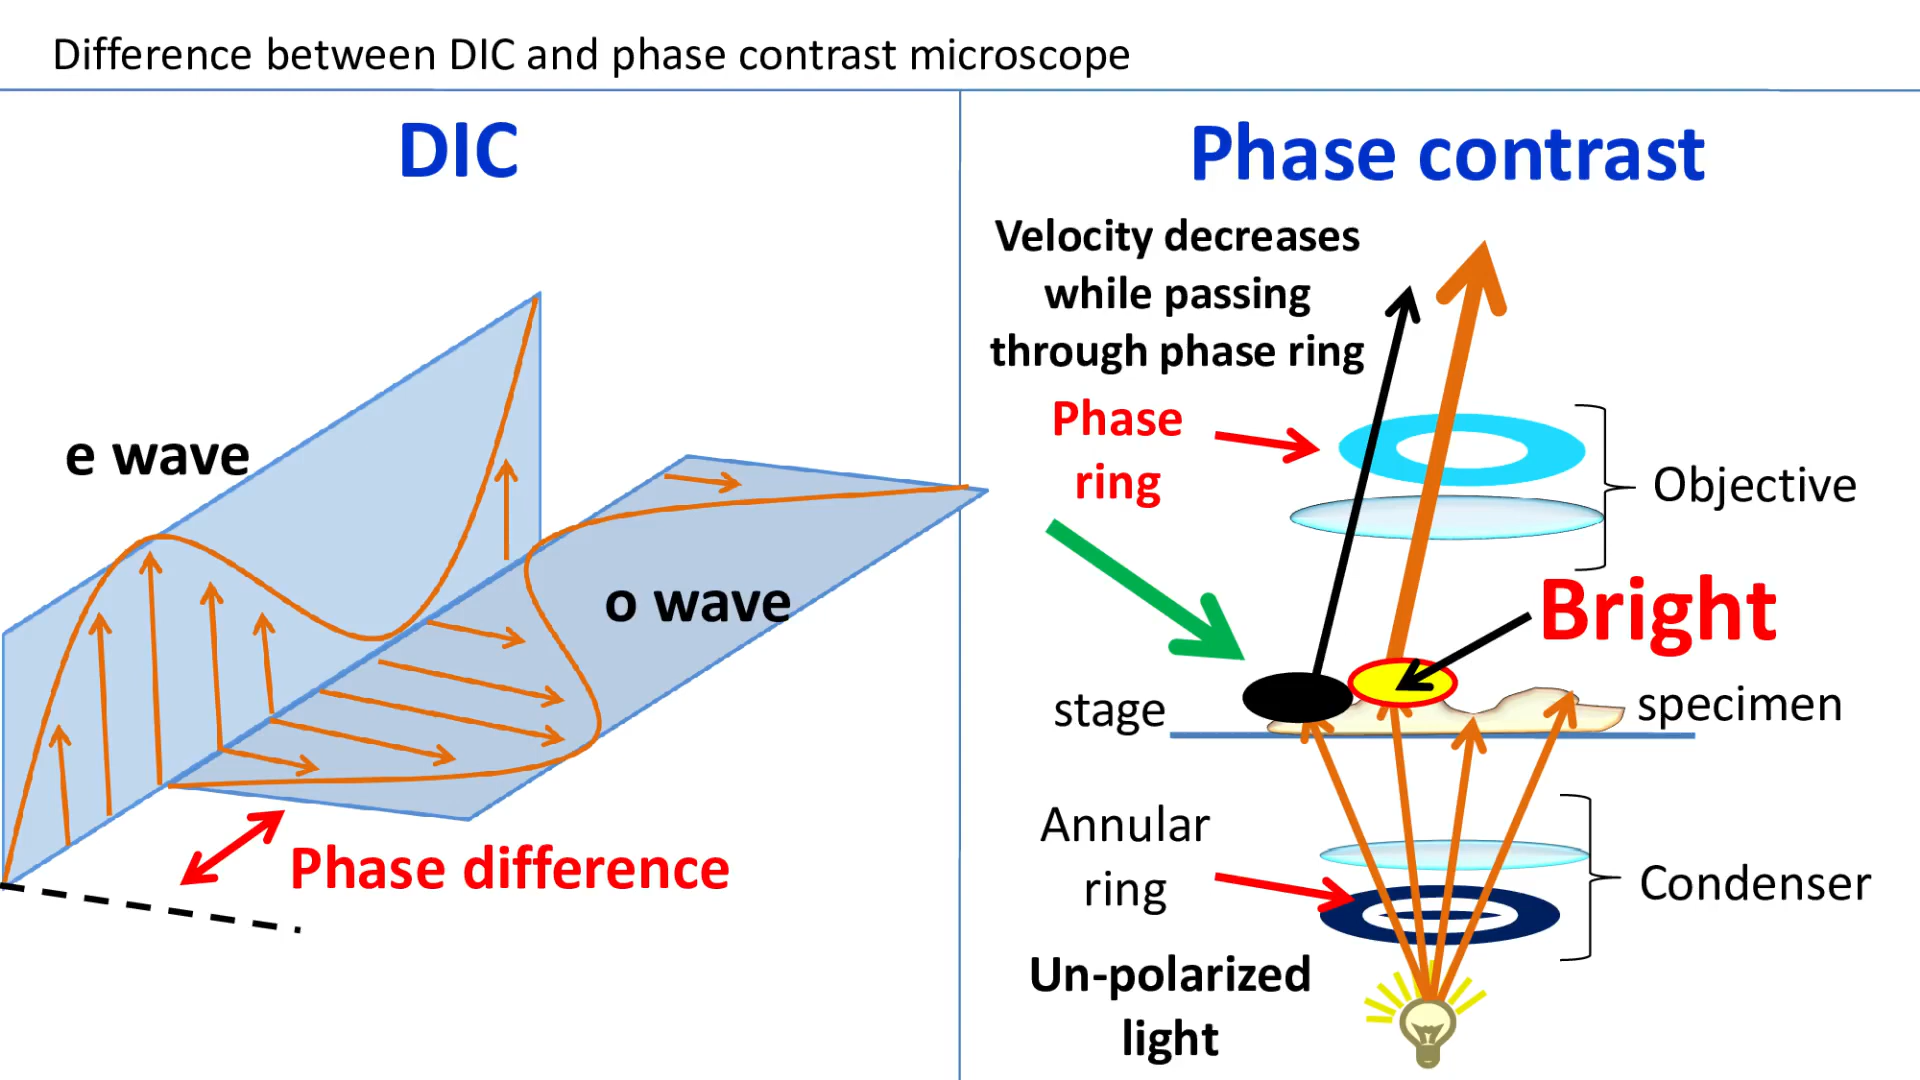 Difference between DIC and phase contrast microscope
DIC
e wave
o wave
Phase difference
Phase contrast
Velocity decreases
while passing
through phase ring
Phase
ring
Objective
Bright
stage
specimen
Annular
ring
Condenser
Un-polarized
light